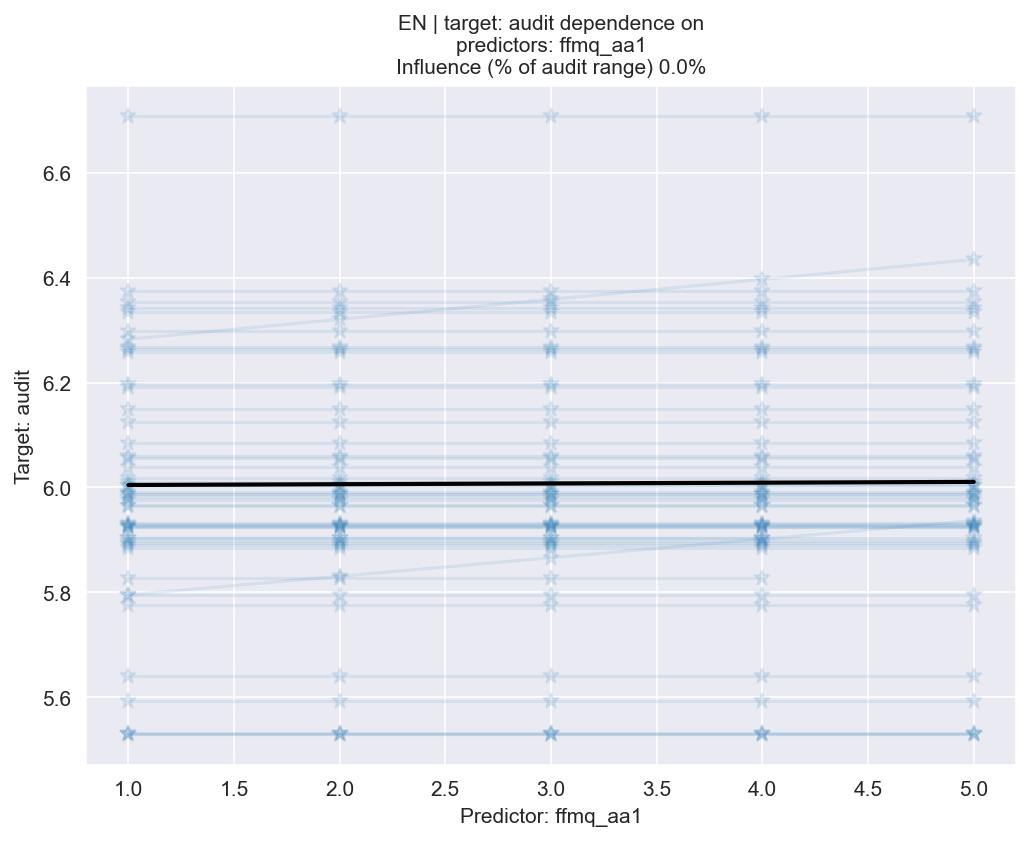 EN | target: audit dependence on
predictors: ffmq_aa1
Influence (% of audit range) 0.0%
6.6
6.4
6.2
6.0
5.8
5.6
Target: audit
1.0 1.5 2.0 2.5 3.0 3.5 4.0 4.5 5.0
Predictor: ffmq_aa1